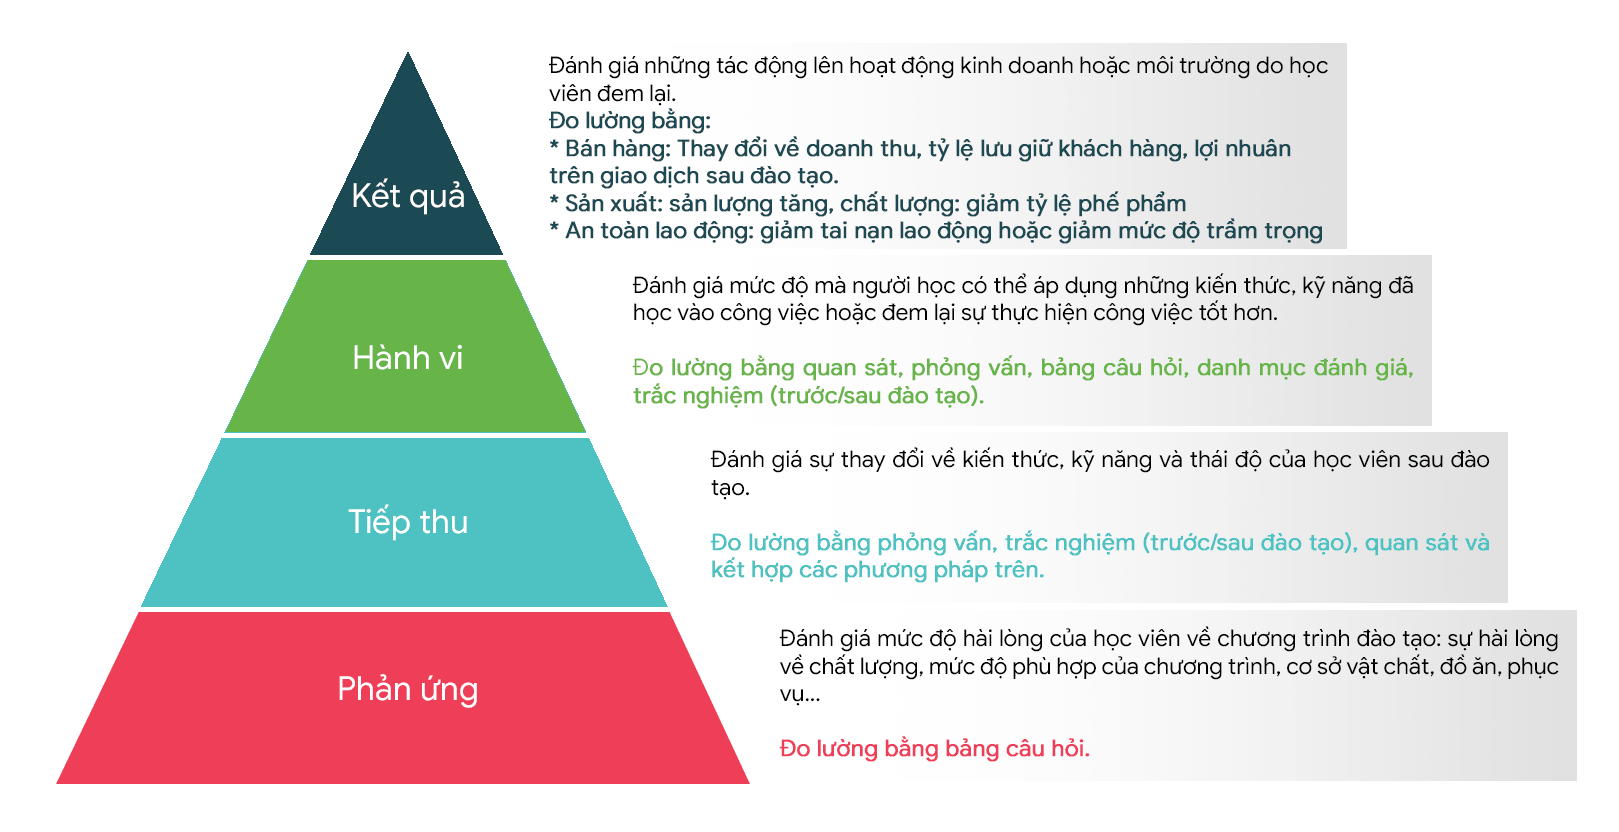 Đánh giá những tác động lên hoạt động kinh doanh hoặc môi trường do học
viên đem lại.
Đo lường bằng:
* Bán hàng: Thay đổi về doanh thu, tỷ lệ lưu giữ khách hàng, lợi nhuân
trên giao dịch sau đào tạo.
* Sản xuất: sản lượng tăng, chất lượng: giảm tỷ lệ phế phẩm
* An toàn lao động: giảm tai nạn lao động hoặc giảm mức độ trầm trọng
Kết quả
Đánh giá mức độ mà người học có thể áp dụng những kiến thức, kỹ năng đã
học vào công việc hoặc đem lại sự thực hiện công việc tốt hơn.
Đo lường bằng quan sát, phỏng vấn, bảng câu hỏi, danh mục đánh giá,
trắc nghiệm (trước/sau đào tạo).
Hành vi
Đánh giá sự thay đổi về kiến thức, kỹ năng và thái độ của học viên sau đào
tạo.
Đo lường bằng phỏng vấn, trắc nghiệm (trước/sau đào tạo), quan sát và
kết hợp các phương pháp trên.
Tiếp thu
Đánh giá mức độ hài lòng của học viên về chương trình đào tạo: sự hài lòng
về chất lượng, mức độ phù hợp của chương trình, cơ sở vật chất, đồ ăn, phục
vụ...
Đo lường bằng bảng câu hỏi.
Phản ứng